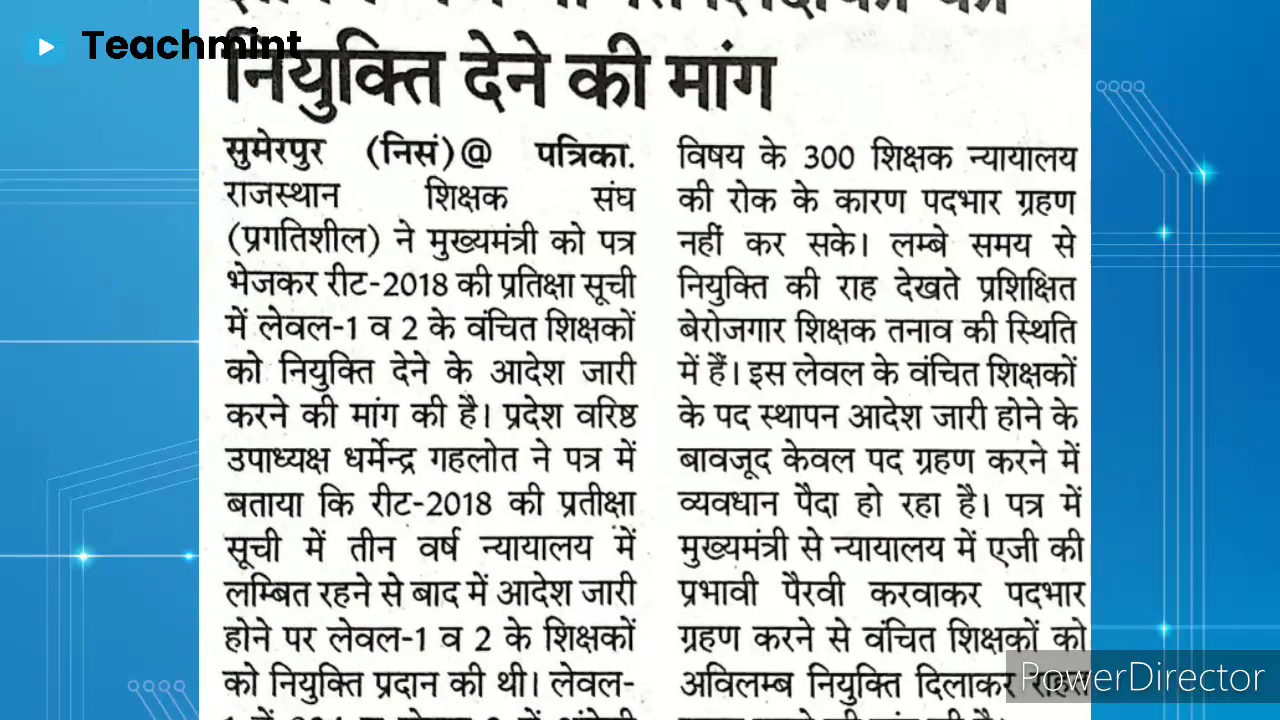 Teachmint
नियुक्ति देने की मांग
सुमेरपुर (निसं)@ पत्रिका.
राजस्थान शिक्षक संघ
(प्रगतिशील) ने मुख्यमंत्री को पत्र
भेजकर रीट-2018 की प्रतिक्षा सूची
में लेवल-1 व 2 के वंचित शिक्षकों
को नियुक्ति देने के आदेश जारी
करने की मांग की है। प्रदेश वरिष्ठ
उपाध्यक्ष धर्मेन्द्र गहलोत ने पत्र में
बताया कि रीट-2018 की प्रतीक्षा
सूची में तीन वर्ष न्यायालय में
लम्बित रहने से बाद में आदेश जारी
होने पर लेवल-1 व 2 के शिक्षकों
को नियुक्ति प्रदान की थी। लेवल-
विषय के 300 शिक्षक न्यायालय
की रोक के कारण पदभार ग्रहण
नहीं कर सके। लम्बे समय से
नियुक्ति की राह देखते प्रशिक्षित
बेरोजगार शिक्षक तनाव की स्थिति
में हैं। इस लेवल के वंचित शिक्षकों
के पद स्थापन आदेश जारी होने के
बावजूद केवल पद ग्रहण करने में
व्यवधान पैदा हो रहा है। पत्र में
मुख्यमंत्री से न्यायालय में एजी की
प्रभावी पैरवी करवाकर पदभार
ग्रहण करने से वंचित शिक्षकों को
अविलम्ब नियुक्ति दिलाकर राहत
PowerDirector